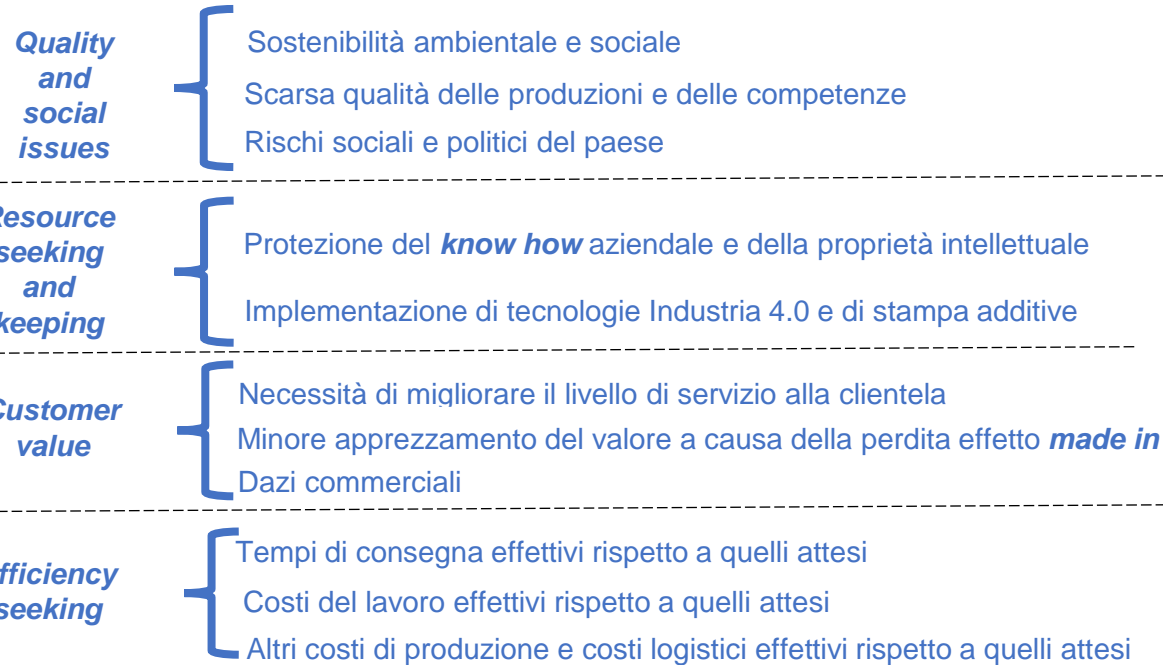 Quality
and
social
issues
Sostenibilità ambientale e sociale
Scarsa qualità delle produzioni e delle competenze
Rischi sociali e politici del paese
Resource
seeking
and
keeping
Protezione del know how aziendale e della proprietà intellettuale
Implementazione di tecnologie Industria 4.0 e di stampa additive
Customer
value
Necessità di migliorare il livello di servizio alla clientela
Minore apprezzamento del valore a causa della perdita effetto made in
Dazi commerciali
fficiency
seeking
Tempi di consegna effettivi rispetto a quelli attesi
Costi del lavoro effettivi rispetto a quelli attesi
Altri costi di produzione e costi logistici effettivi rispetto a quelli attesi